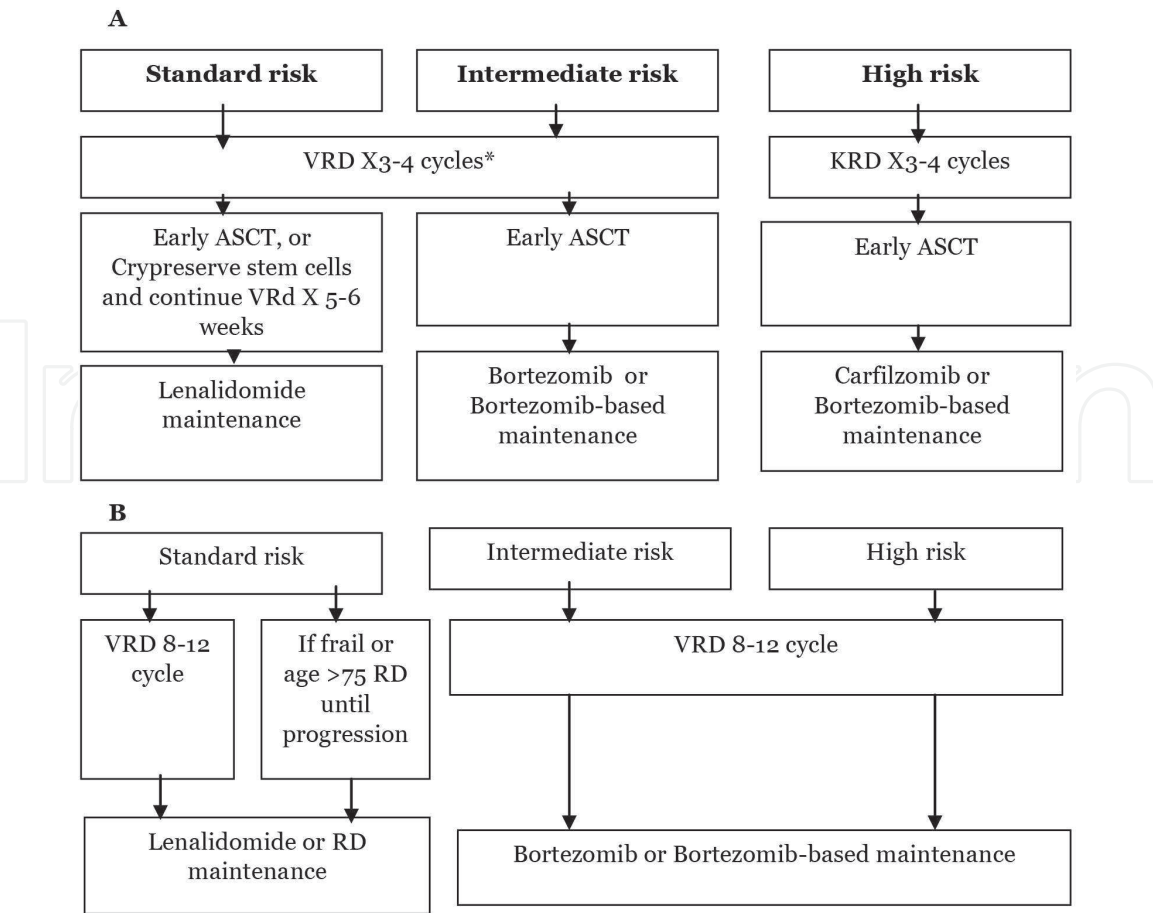 A
Standard risk
Intermediate risk
High risk
VRD X3-4 cycles*
KRD X3-4 cycles
Early ASCT, or
Crypreserve stem cells
and continue VRd X 5-6
weeks
Early ASCT
Early ASCT
Lenalidomide
maintenance
Bortezomib or
Bortezomib-based
maintenance
Carfilzomib or
Bortezomib-based
maintenance
B
Standard risk
Intermediate risk
High risk
VRD 8-12
cycle
If frail or
age >75 RD
until
progression
VRD 8-12 cycle
Lenalidomide or RD
maintenance
Bortezomib or Bortezomib-based maintenance